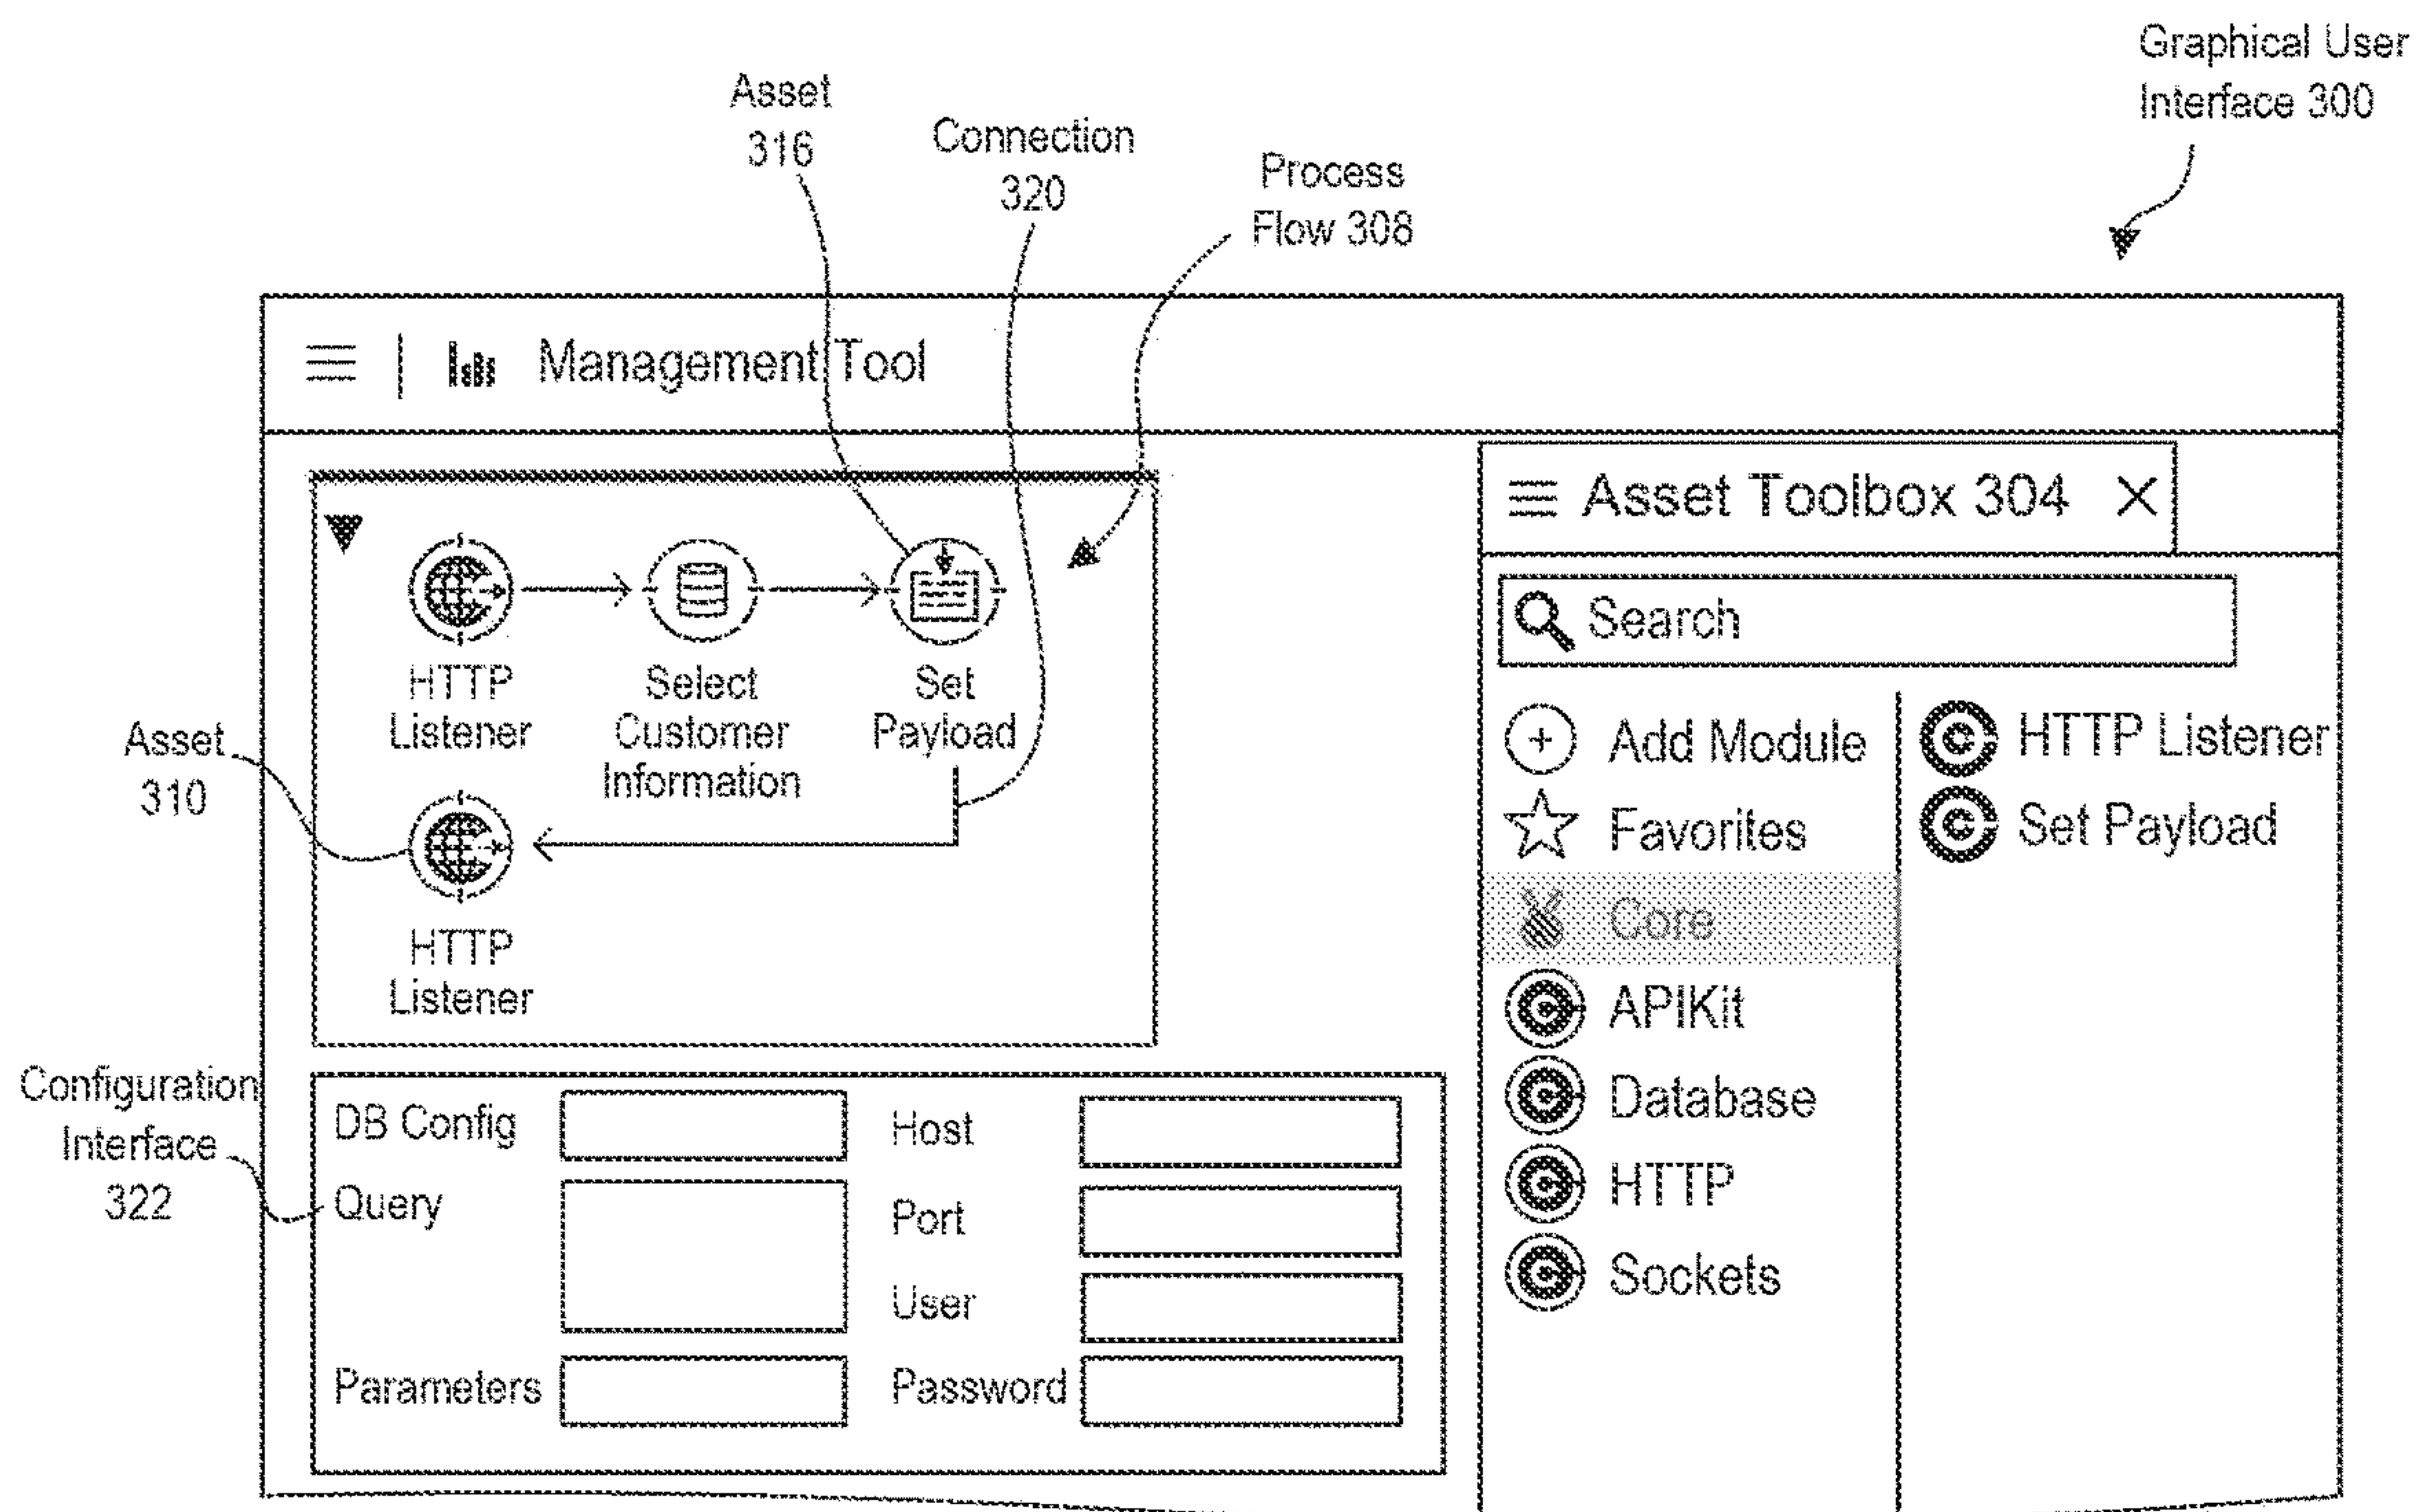 Graphical User
Interface 300
Asset
316
Connection
320
Process
Flow 308
Management Tool
Asset Toolbox 304
Search
HTTP
Listener
Select
Customer
Information
Set
Payload
Asset
310
HTTP
Listener
Add Module
Favorites
Core
APIKit
Database
HTTP
Sockets
HTTP Listener
Set Payload
Configuration
Interface
322
DB Config
Query
Parameters
Host
Port
User
Password